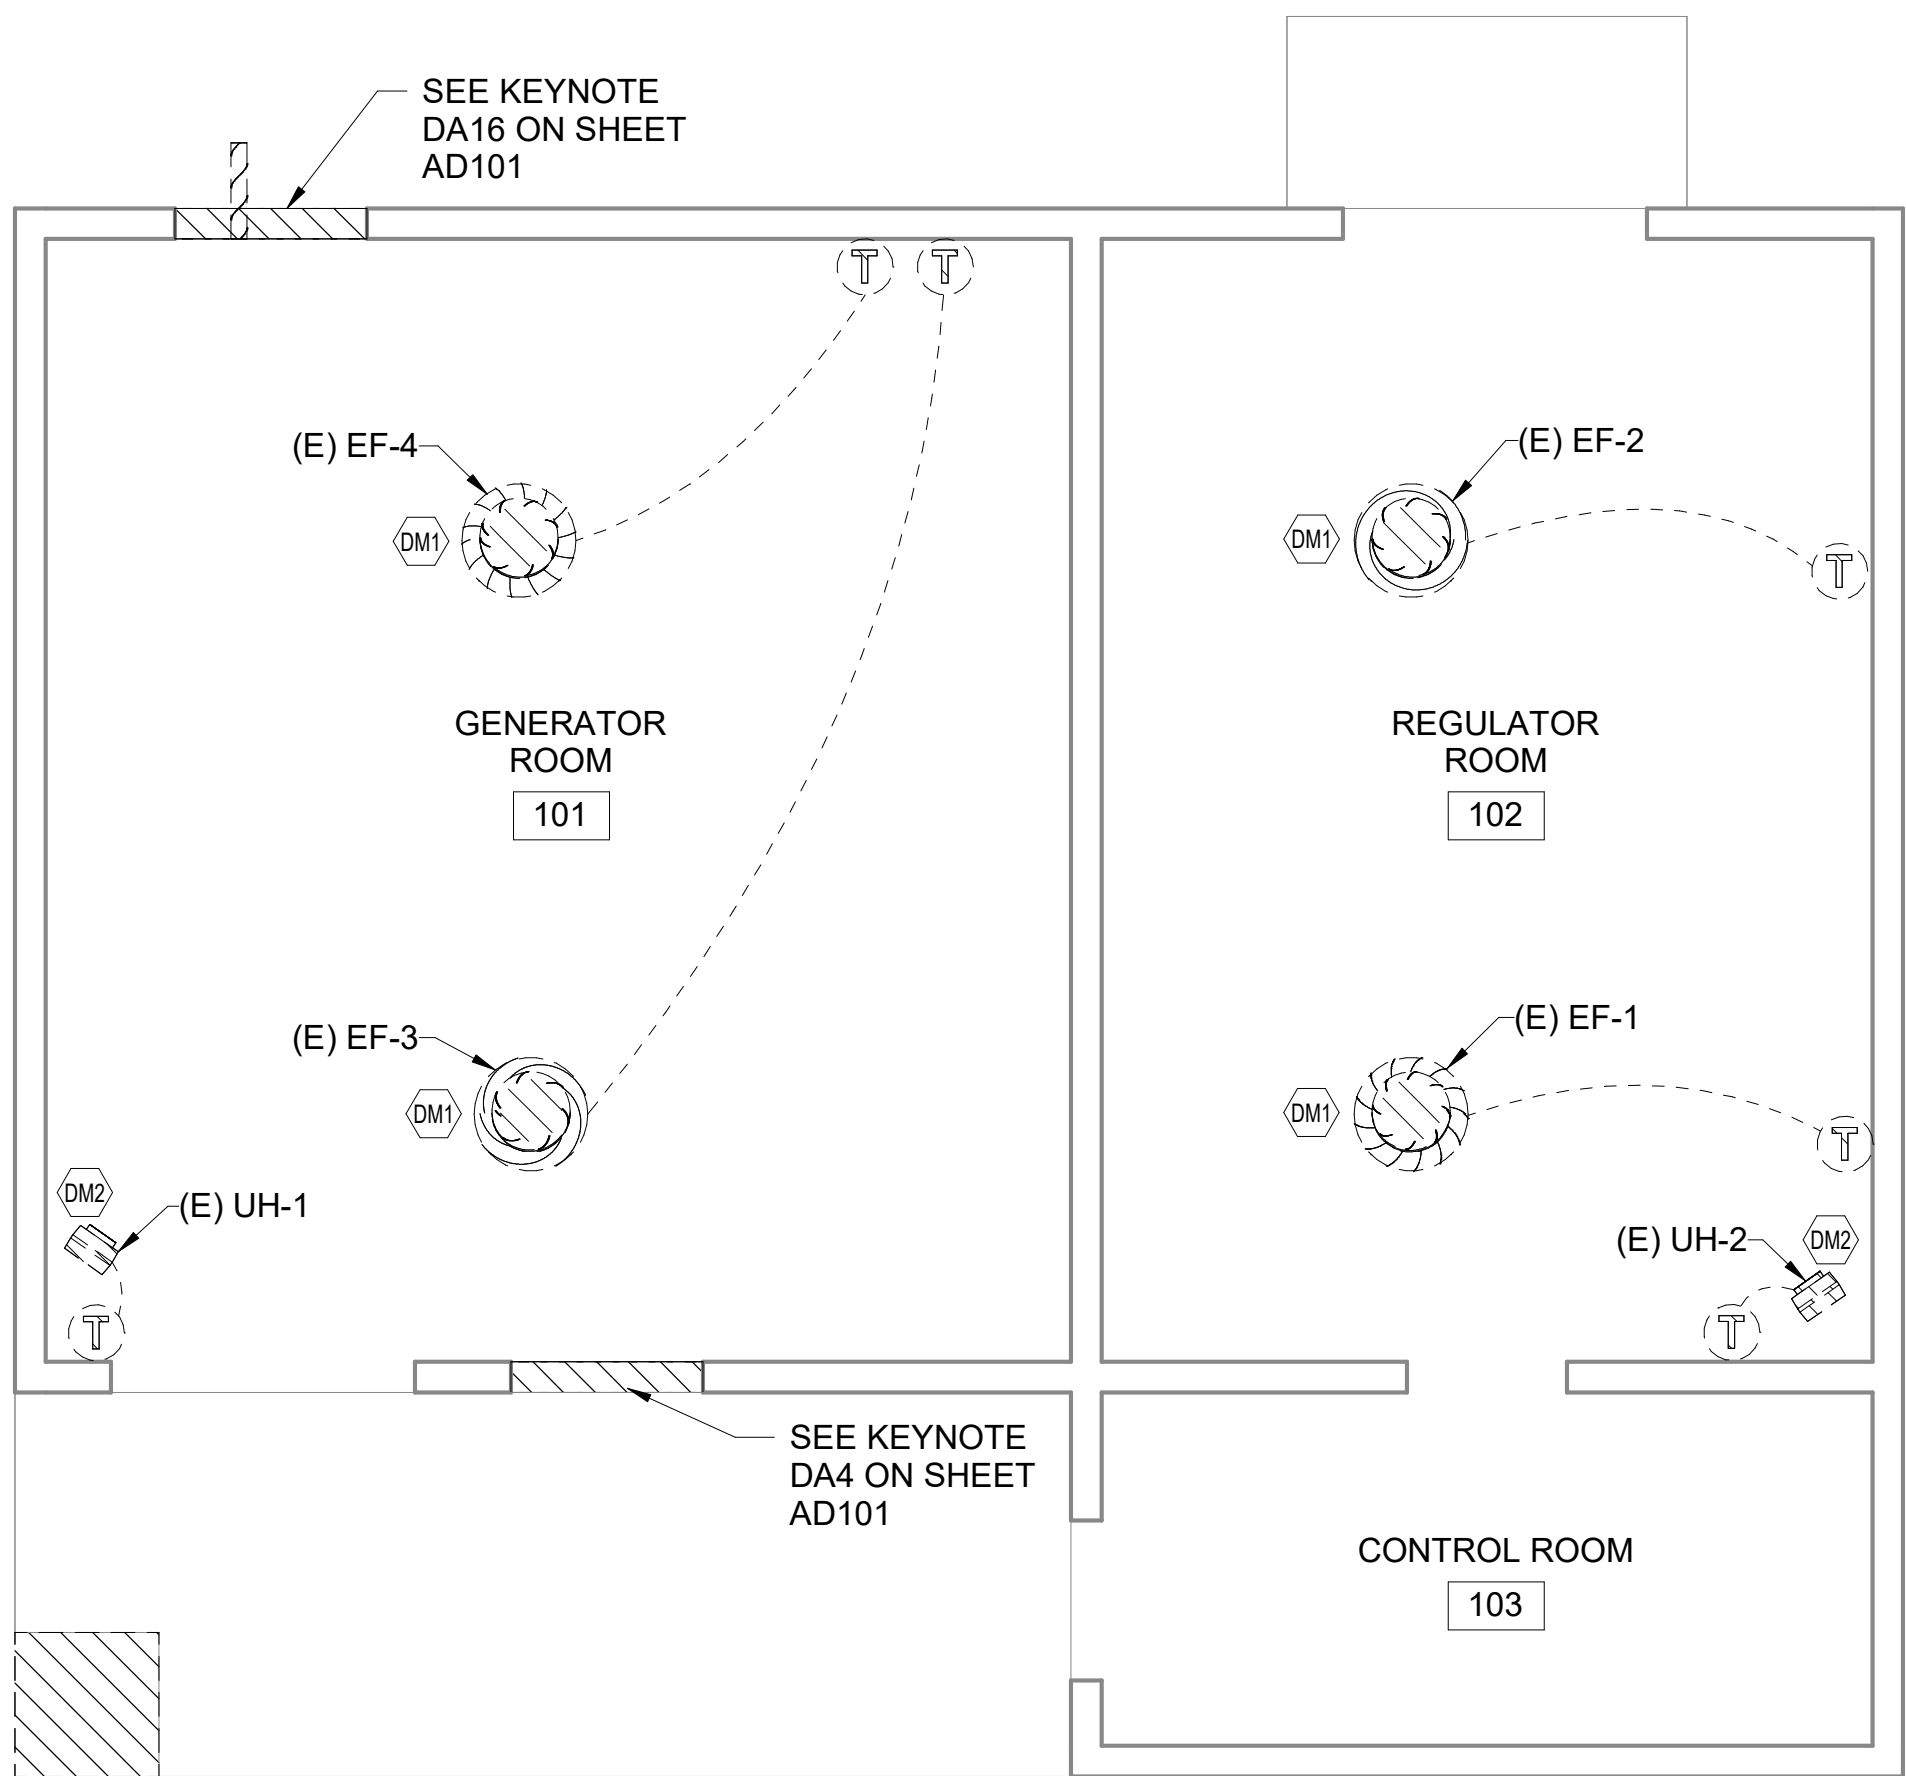 SEE KEYNOTE
DA16 ON SHEET
AD101
T
T
(E) EF-4
DM1
(E) EF-2
DM1
T
GENERATOR
ROOM
101
REGULATOR
ROOM
102
(E) EF-3
DM1
(E) EF-1
DM1
T
DM2
(E) UH-1
T
(E) UH-2
DM2
T
SEE KEYNOTE
DA4 ON SHEET
AD101
CONTROL ROOM
103